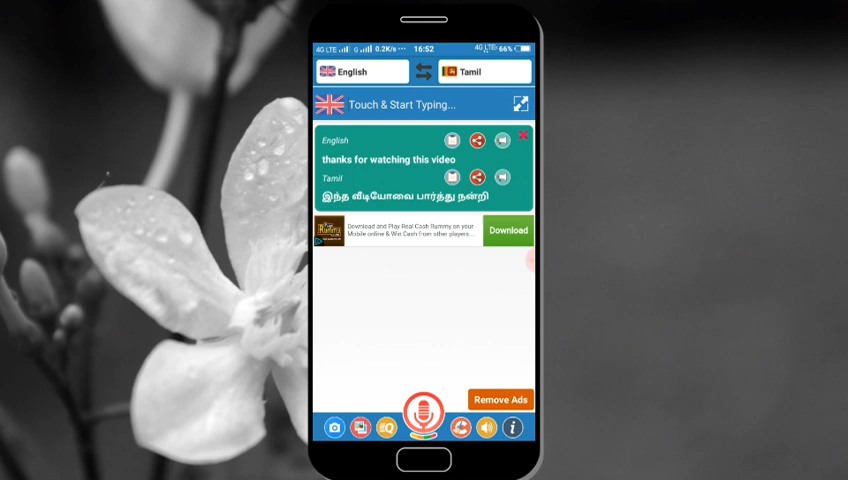 4G LTE G 0.2K/s ··· 16:52 4G LTE 66%
English Tamil
Touch & Start Typing...
English
thanks for watching this video
Tamil
இந்த வீடியோவை பார்த்து நன்றி
Rummy
Download and Play Real Cash Rummy on your
Mobile online & Win Cash from other players...
Download
Remove Ads
Q
i